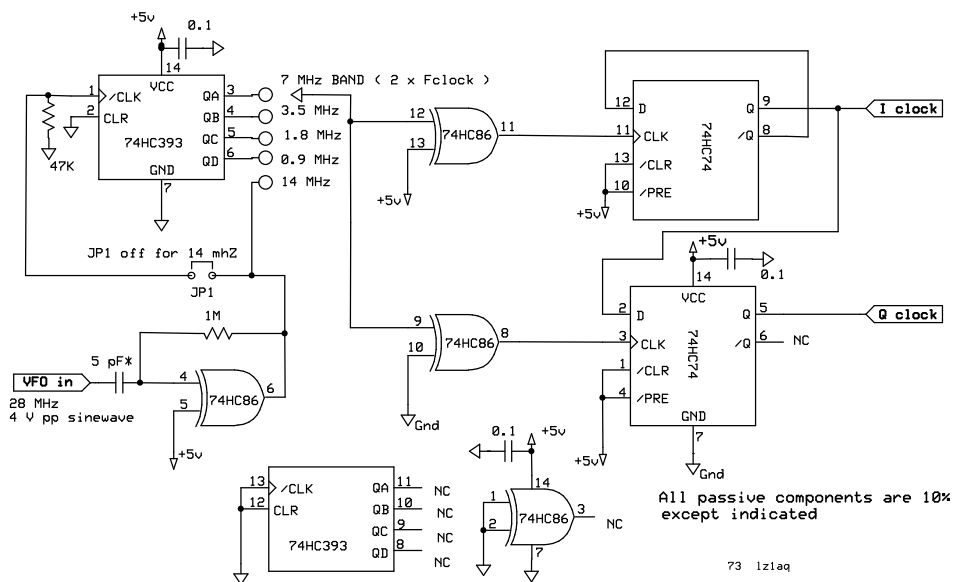 +5v
0.1
14
VCC
1
/CLK
2
CLR
QA
3
QB
4
QC
5
QD
6
74HC393
GND
7
47K
7 MHz BAND ( 2 x Fclock )
3.5 MHz
1.8 MHz
0.9 MHz
14 MHz
JP1 off for 14 mhZ
JP1
1M
5 pF*
VFO in
28 MHz
4 V pp sinewave
4
5
74HC86
6
+5v
12
13
74HC86
11
+5v
9
10
74HC86
8
Gnd
12
D
11
CLK
13
/CLR
10
/PRE
Q
9
/Q
8
74HC74
+5v
I clock
+5v
0.1
14
VCC
2
D
3
CLK
1
/CLR
4
/PRE
Q
5
/Q
6
NC
74HC74
GND
7
Gnd
+5v
Q clock
13
/CLK
12
CLR
QA
11
NC
QB
10
NC
QC
9
NC
QD
8
NC
74HC393
0.1
+5v
14
1
2
74HC86
3
NC
7
All passive components are 10%
except indicated
73 lz1aq